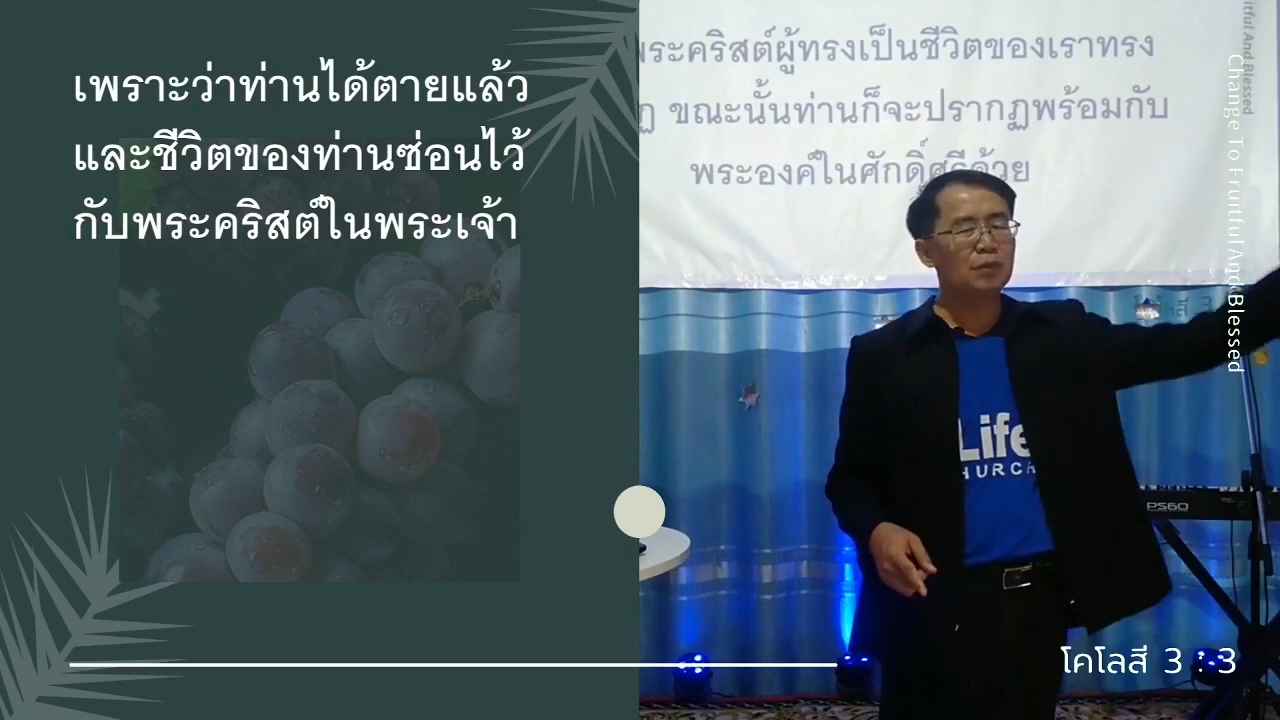 เพราะว่าท่านได้ตายแล้ว
และชีวิตของท่านซ่อนไว้
กับพระคริสต์ในพระเจ้า
พระคริสต์ผู้ทรงเป็นชีวิตของเราทรง
ขณะนั้นท่านก็จะปรากฏพร้อมกับ
พระองค์ในศักดิ์ศรีด้วย
And Blessed
Change To Fruitful And Blessed
Life
PS60
โคโลสี 3 : 3